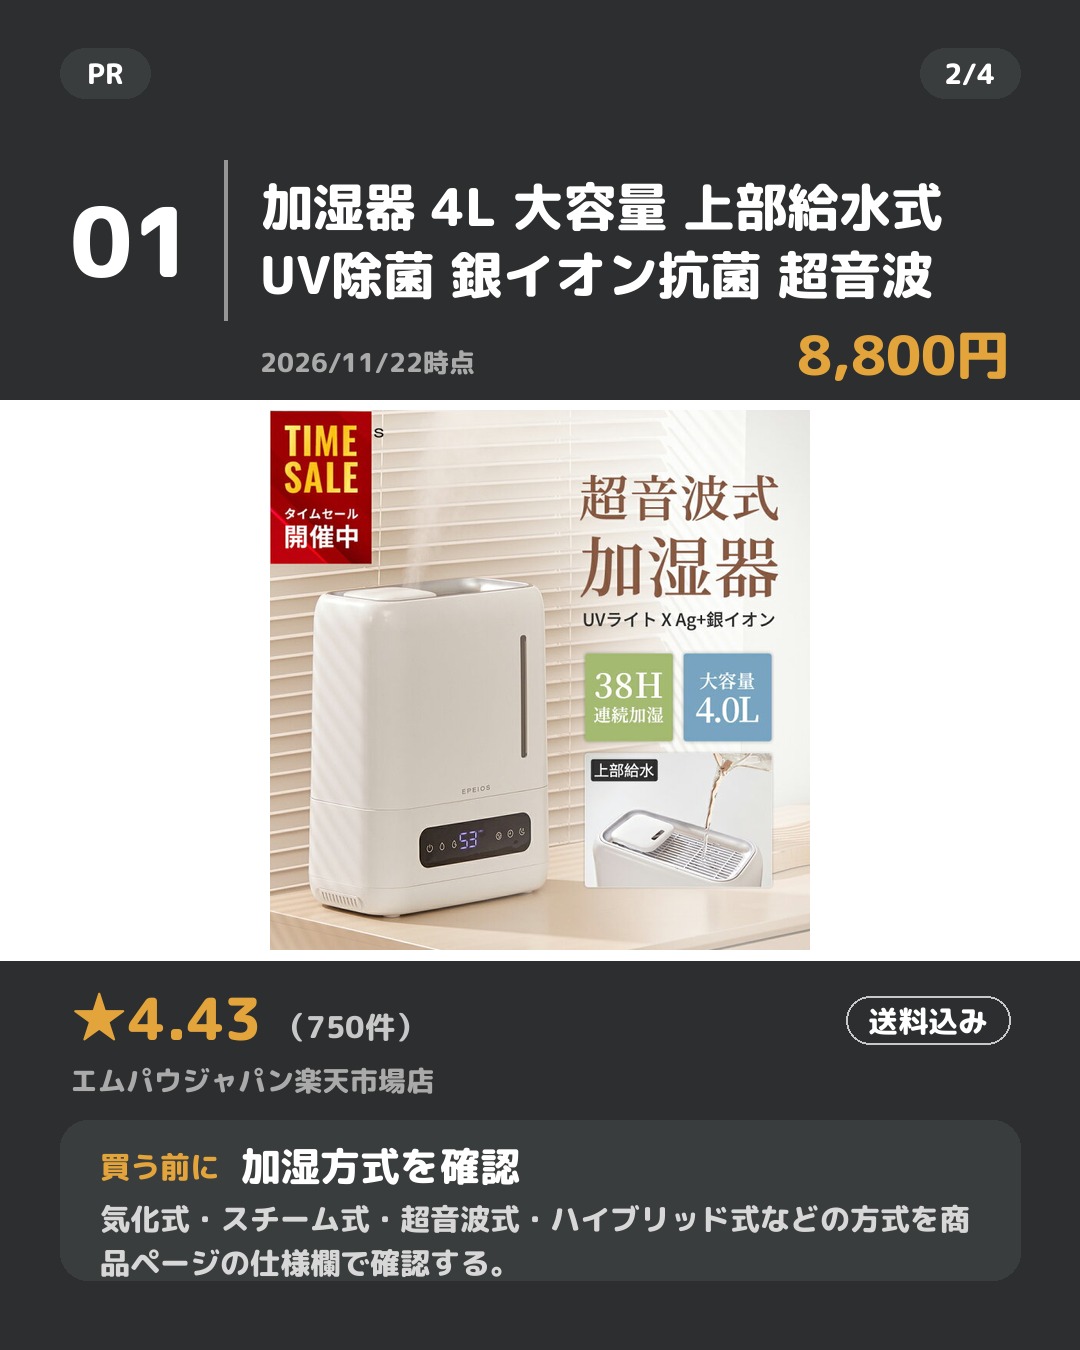 PR
2/4
01
加湿器 4L 大容量 上部給水式
UV除菌 銀イオン抗菌 超音波
2026/11/22時点
8,800円
TIME
SALE
タイムセール
開催中
s
超音波式
加湿器
UVライト X Ag+銀イオン
38H
連続加湿
大容量
4.0L
上部給水
EPEIOS
53
★4.43 (750件)
送料込み
エムパウジャパン楽天市場店
買う前に 加湿方式を確認
気化式・スチーム式・超音波式・ハイブリッド式などの方式を商
品ページの仕様欄で確認する。